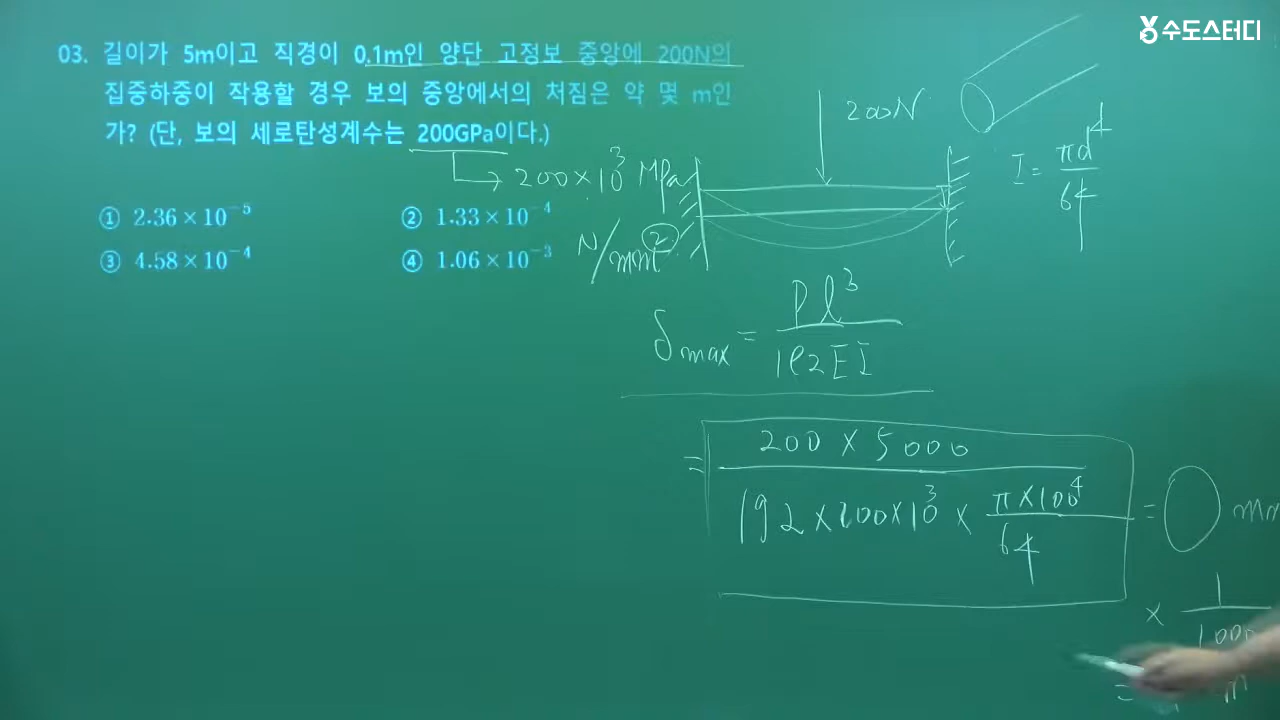 수도스터디
03. 길이가 5m이고 직경이 0.1m인 양단 고정보 중앙에 200N의
집중하중이 작용할 경우 보의 중앙에서의 처짐은 약 몇 m인
가? (단, 보의 세로탄성계수는 200GPa이다.)
① 2.36×10⁻⁵ ② 1.33×10⁻⁴
③ 4.58×10⁻⁴ ④ 1.06×10⁻³
→ 200×10³ MPa
N/mm²
200N
I = πd⁴/64
δmax = Pl³/192EI
= 200 × 5000 / 192×200×10³ × π×100⁴/64 = mm
× 1/1000
= m